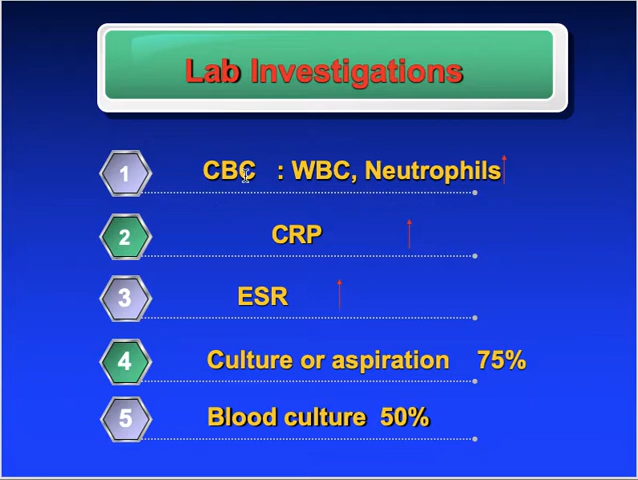 Lab Investigations
1 CBC : WBC, Neutrophils↑
2 CRP ↑
3 ESR ↑
4 Culture or aspiration 75%
5 Blood culture 50%